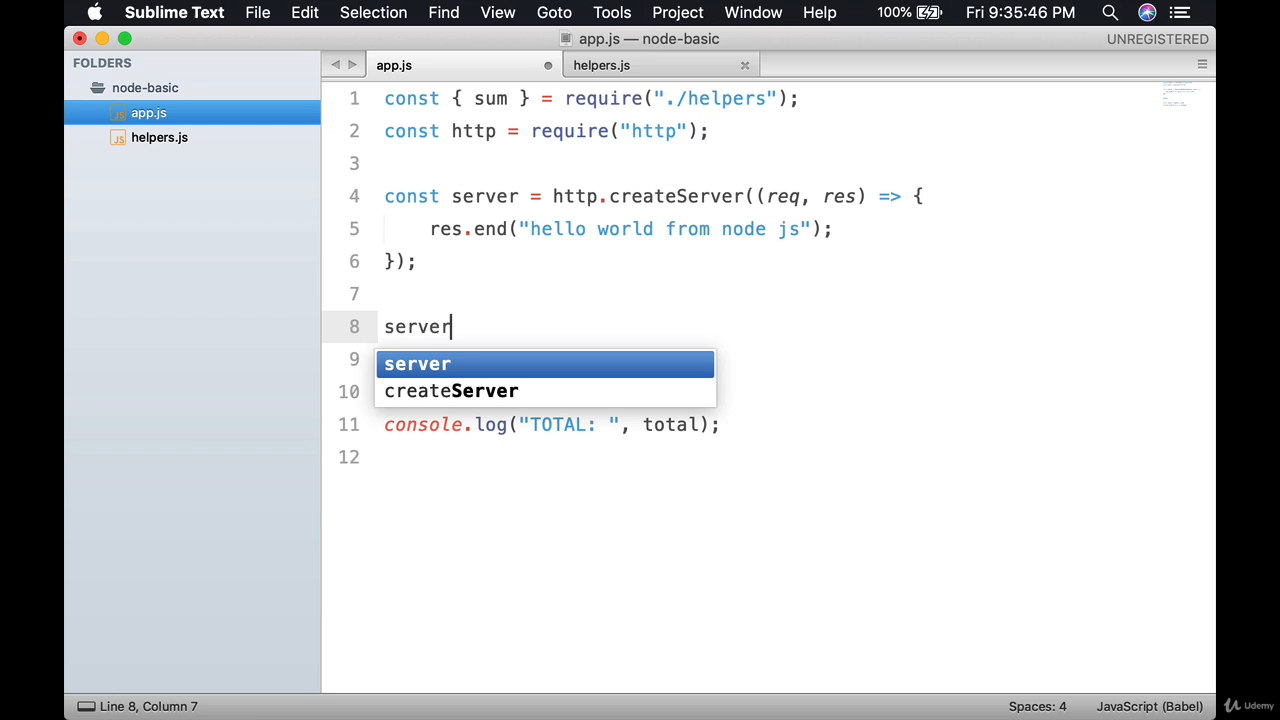 Sublime Text File Edit Selection Find View Goto Tools Project Window Help 100% Fri 9:35:46 PM
app.js — node-basic UNREGISTERED
FOLDERS
node-basic
app.js
helpers.js
app.js helpers.js
1 const { sum } = require("./helpers");
2 const http = require("http");
3
4 const server = http.createServer((req, res) => {
5 res.end("hello world from node js");
6 });
7
8 server
9 server
10 createServer
11 console.log("TOTAL: ", total);
12
Line 8, Column 7 Spaces: 4 JavaScript (Babel)
Udemy